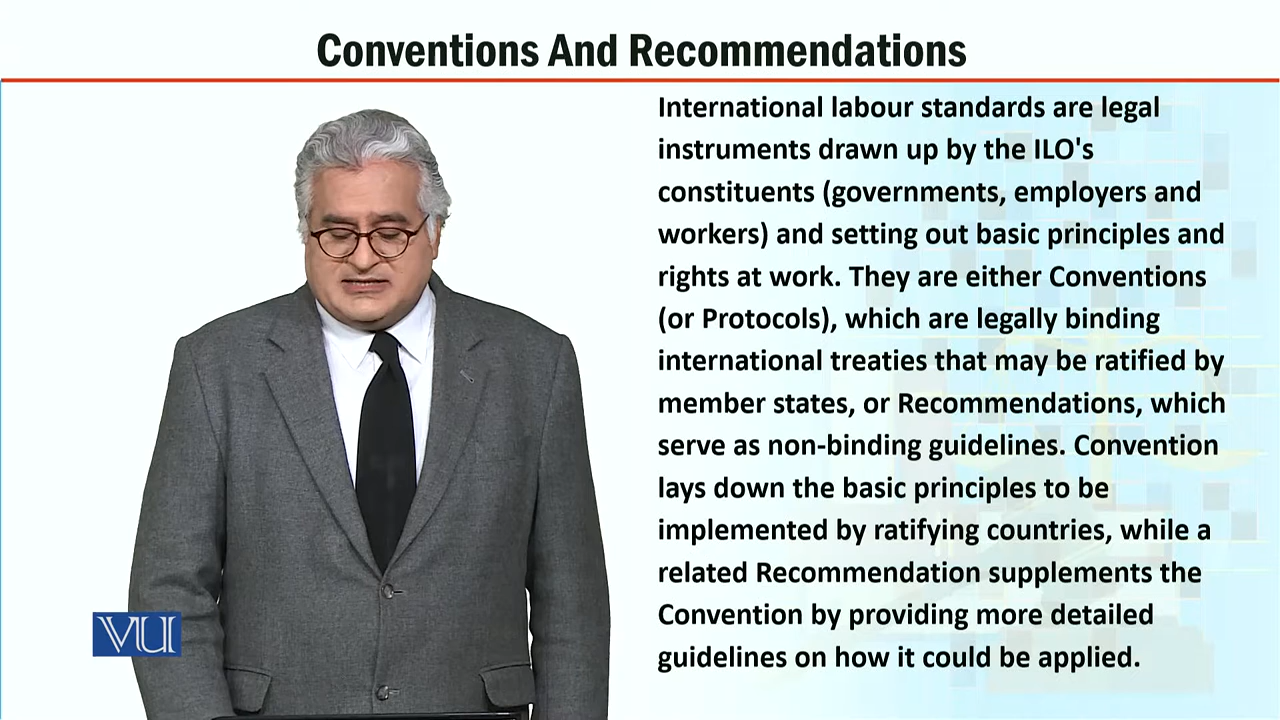 Conventions And Recommendations
International labour standards are legal
instruments drawn up by the ILO's
constituents (governments, employers and
workers) and setting out basic principles and
rights at work. They are either Conventions
(or Protocols), which are legally binding
international treaties that may be ratified by
member states, or Recommendations, which
serve as non-binding guidelines. Convention
lays down the basic principles to be
implemented by ratifying countries, while a
related Recommendation supplements the
Convention by providing more detailed
guidelines on how it could be applied.
VU